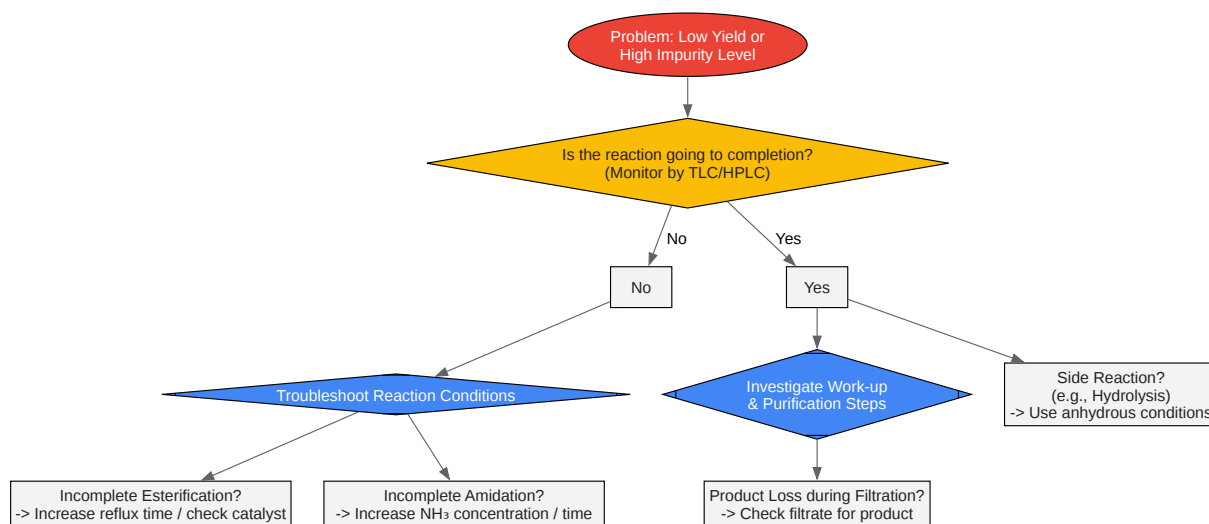 Problem: Low Yield or
High Impurity Level
Is the reaction going to completion?
(Monitor by TLC/HPLC)
No
Yes
No
Yes
Troubleshoot Reaction Conditions
Investigate Work-up
& Purification Steps
Side Reaction?
(e.g., Hydrolysis)
-> Use anhydrous conditions
Incomplete Esterification?
-> Increase reflux time / check catalyst
Incomplete Amidation?
-> Increase NH₃ concentration / time
Product Loss during Filtration?
-> Check filtrate for product